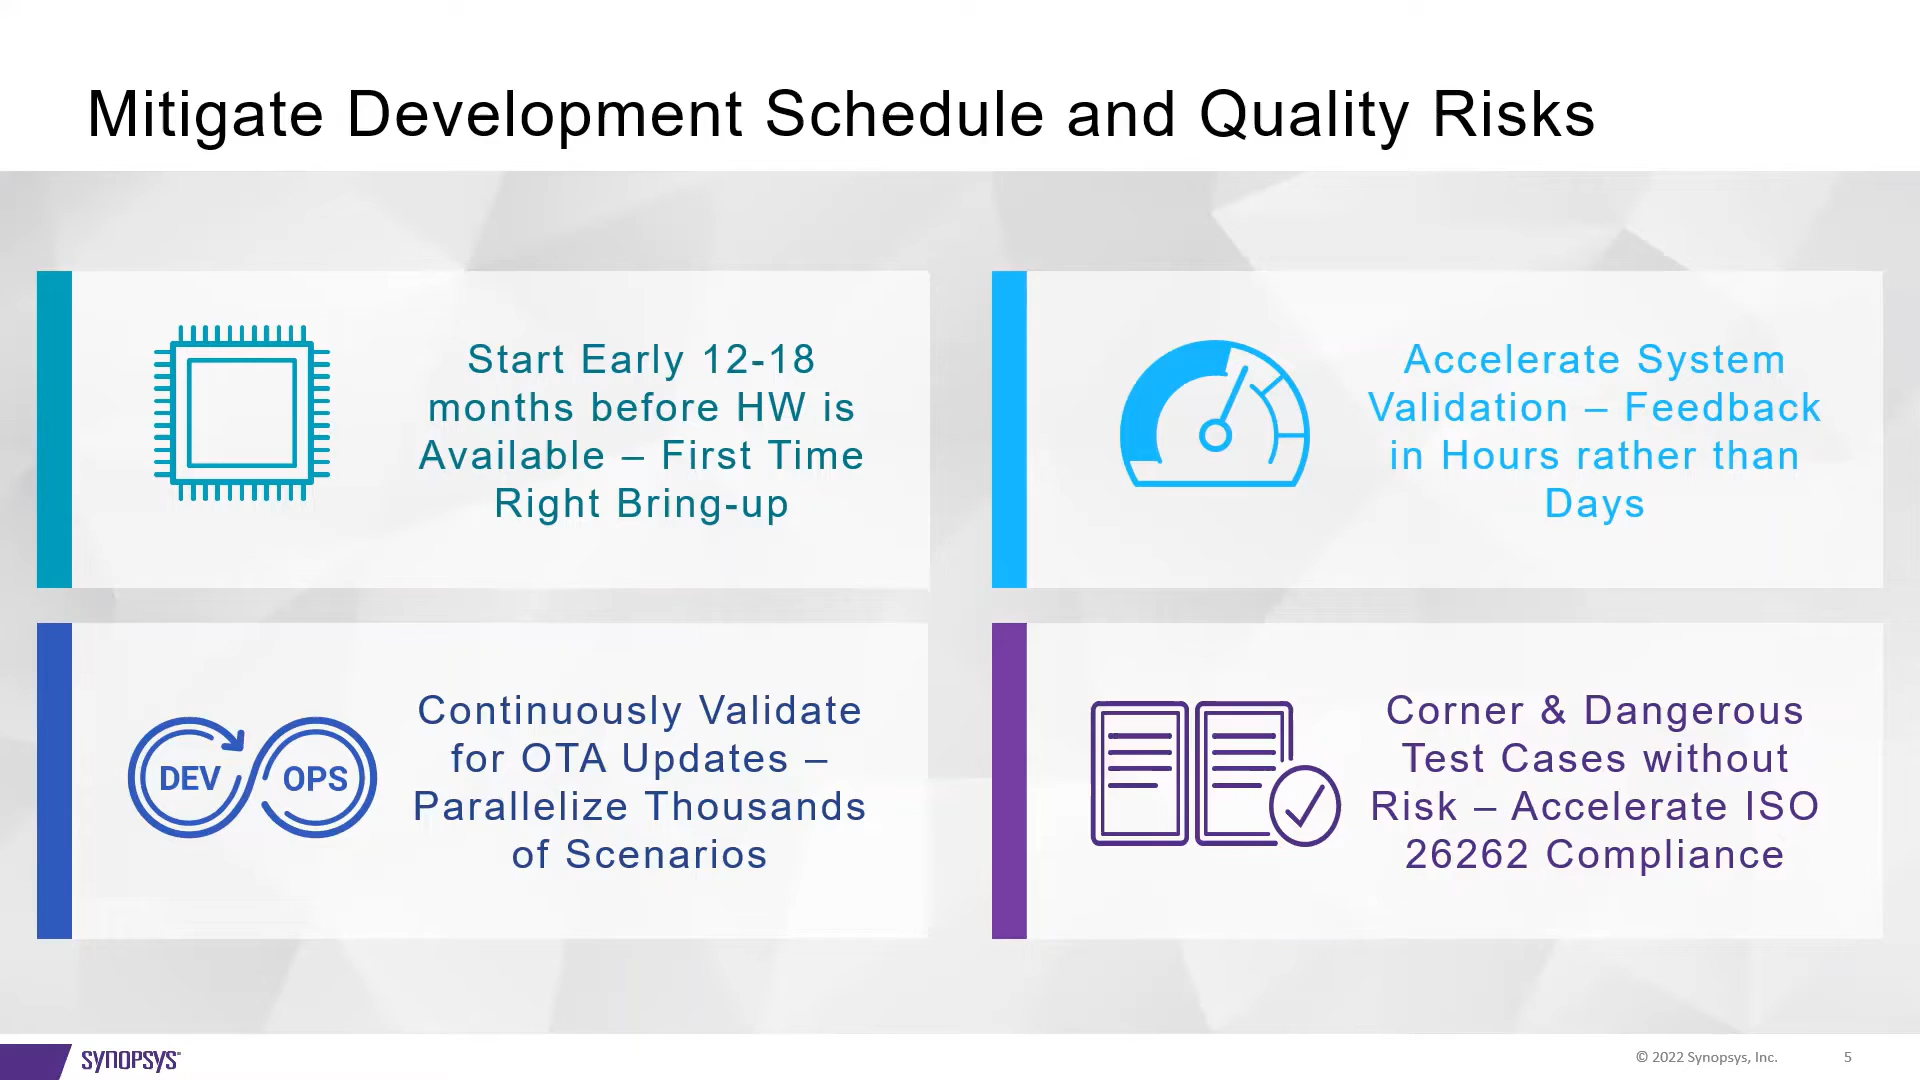 Mitigate Development Schedule and Quality Risks
Start Early 12-18
months before HW is
Available – First Time
Right Bring-up
Accelerate System
Validation – Feedback
in Hours rather than
Days
DEV OPS
Continuously Validate
for OTA Updates –
Parallelize Thousands
of Scenarios
Corner & Dangerous
Test Cases without
Risk – Accelerate ISO
26262 Compliance
SYNOPSYS
© 2022 Synopsys, Inc.
5